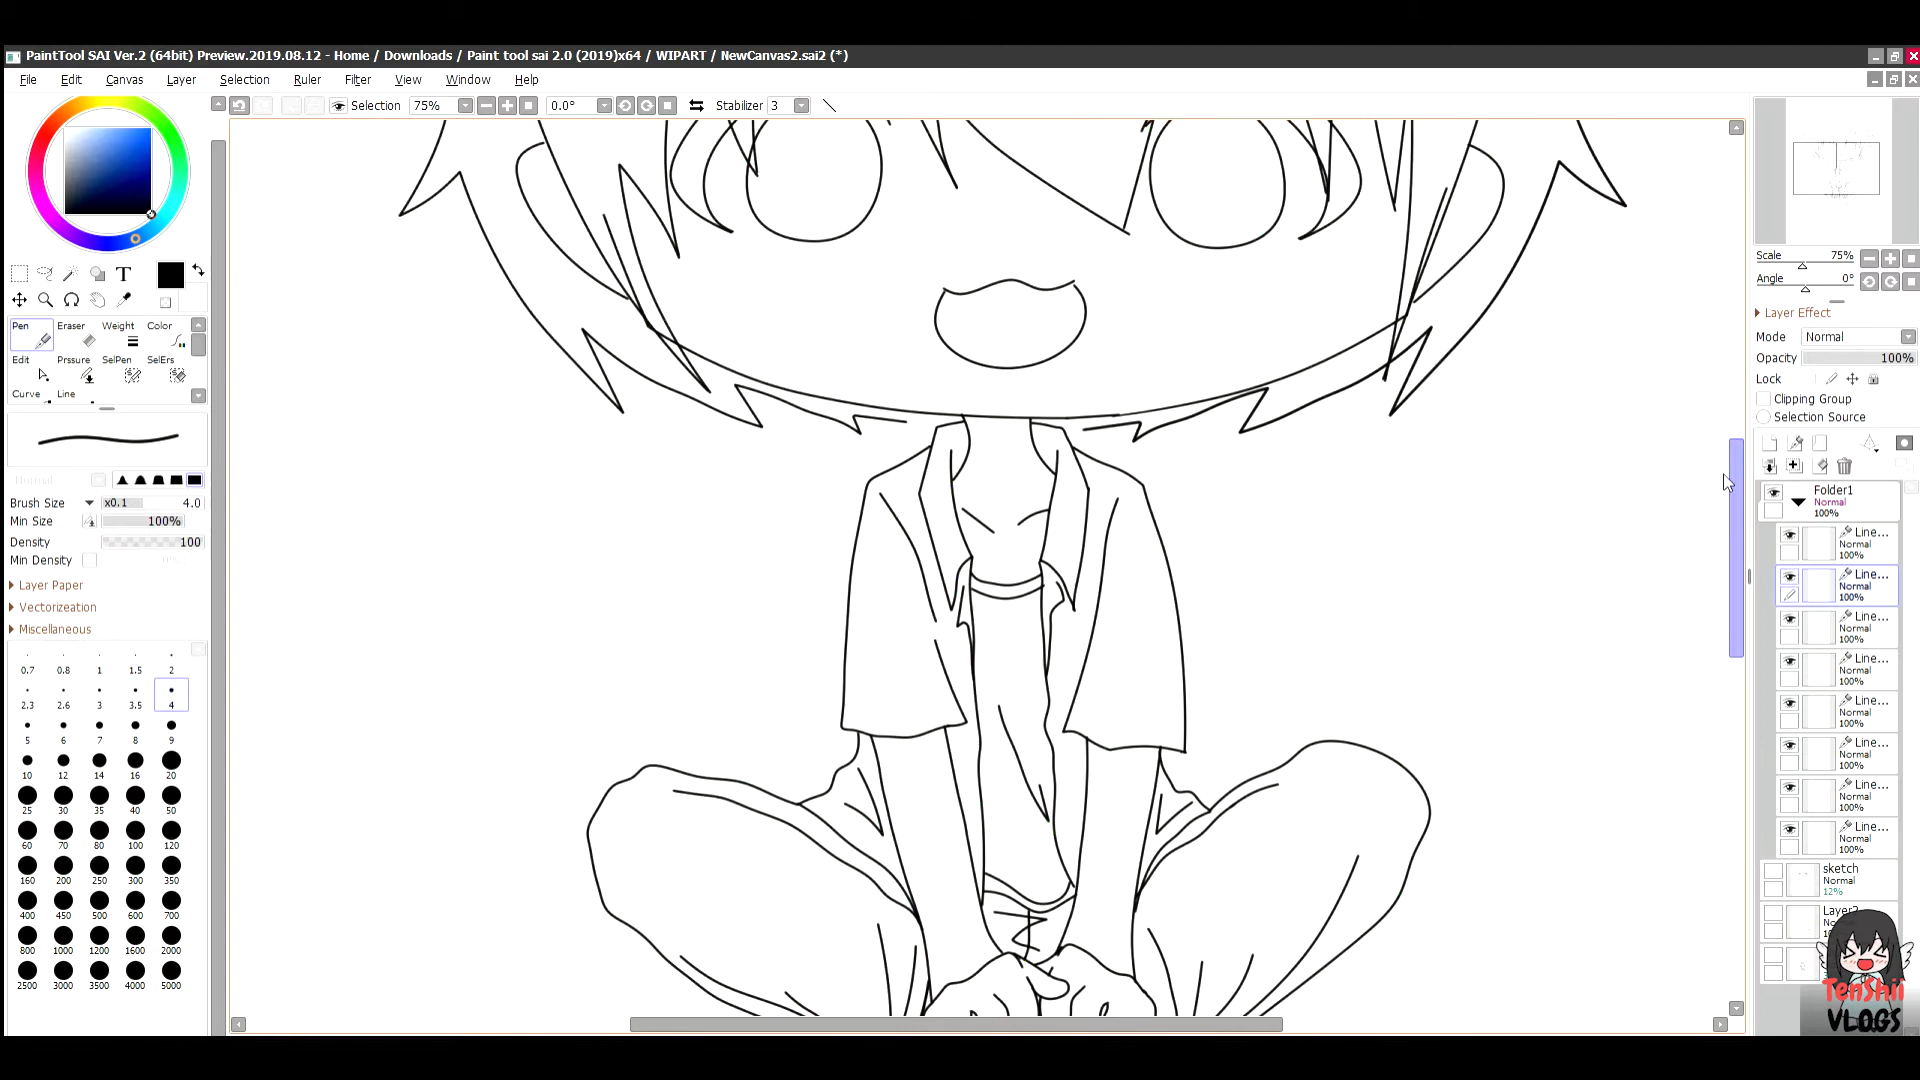 PaintTool SAI Ver.2 (64bit) Preview.2019.08.12 - Home / Downloads / Paint tool sai 2.0 (2019)x64 / WIPART / NewCanvas2.sai2 (*)
File Edit Canvas Layer Selection Ruler Filter View Window Help
Selection 75% 0.0° Stabilizer 3
T
Pen Eraser Weight Color
Edit Prssure SelPen SelErs
Curve Line
Normal
Brush Size x0.1 4.0
Min Size 100%
Density 100
Min Density
Layer Paper
Vectorizeation
Miscellaneous
0.7 0.8 1 1.5 2
2.3 2.6 3 3.5 4
5 6 7 8 9
10 12 14 16 20
25 30 35 40 50
60 70 80 100 120
160 200 250 300 350
400 450 500 600 700
800 1000 1200 1600 2000
2500 3000 3500 4000 5000
Scale 75%
Angle 0°
Layer Effect
Mode Normal
Opacity 100%
Lock
Clipping Group
Selection Source
Folder1
Normal
100%
Line...
Normal
100%
Line...
Normal
100%
Line...
Normal
100%
Line...
Normal
100%
Line...
Normal
100%
Line...
Normal
100%
Line...
Normal
100%
Line...
Normal
100%
sketch
Normal
12%
TenShii
VLOGS